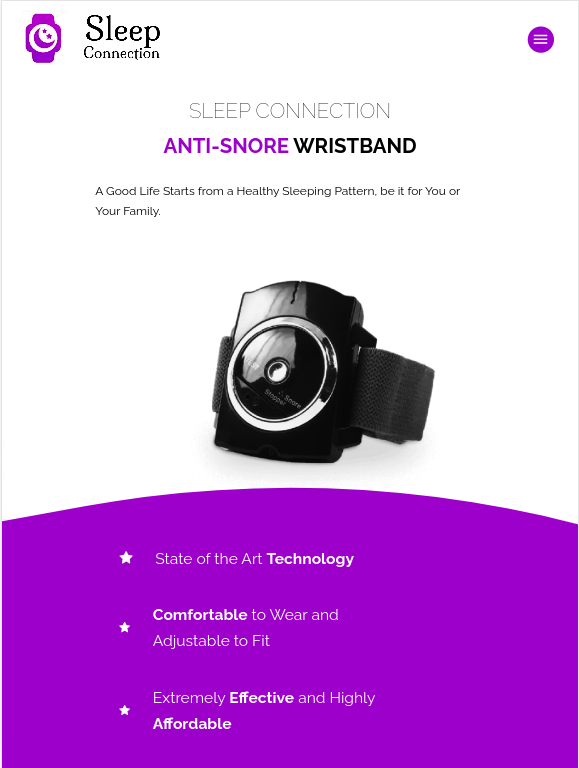 Sleep
Connection
SLEEP CONNECTION
ANTI-SNORE WRISTBAND
A Good Life Starts from a Healthy Sleeping Pattern, be it for You or
Your Family.
Snore
Stopper
State of the Art Technology
Comfortable to Wear and
Adjustable to Fit
Extremely Effective and Highly
Affordable